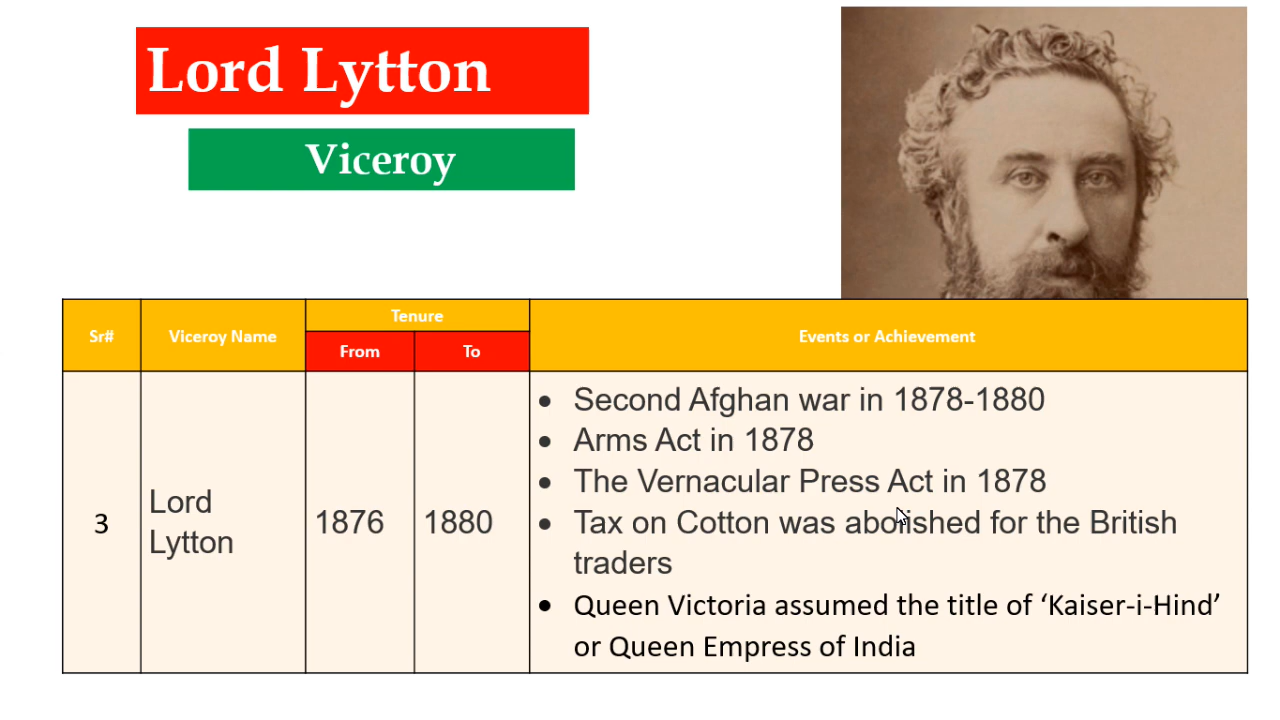 Lord Lytton
Viceroy
Sr#
Viceroy Name
Tenure
From
To
Events or Achievement
3
Lord
Lytton
1876
1880
• Second Afghan war in 1878-1880
• Arms Act in 1878
• The Vernacular Press Act in 1878
• Tax on Cotton was abolished for the British
traders
• Queen Victoria assumed the title of ‘Kaiser-i-Hind’
or Queen Empress of India